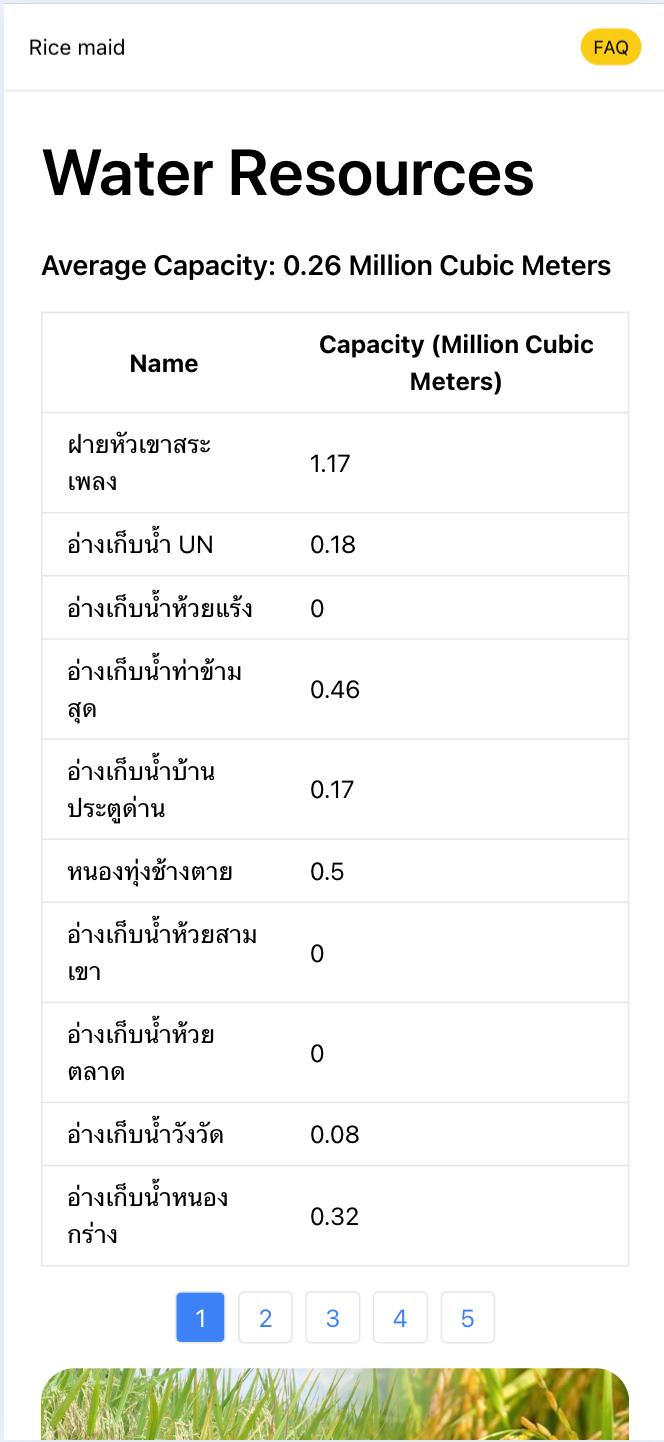 Rice maid
FAQ
Water Resources
Average Capacity: 0.26 Million Cubic Meters
Name
Capacity (Million Cubic
Meters)
ฝายหัวเขาสระ
เพลง
1.17
อ่างเก็บน้ำ UN
0.18
อ่างเก็บน้ำห้วยแร้ง
0
อ่างเก็บน้ำท่าข้าม
สุด
0.46
อ่างเก็บน้ำบ้าน
ประตูด่าน
0.17
หนองทุ่งช้างตาย
0.5
อ่างเก็บน้ำห้วยสาม
เขา
0
อ่างเก็บน้ำห้วย
ตลาด
0
อ่างเก็บน้ำวังวัด
0.08
อ่างเก็บน้ำหนอง
กร่าง
0.32
1 2 3 4 5